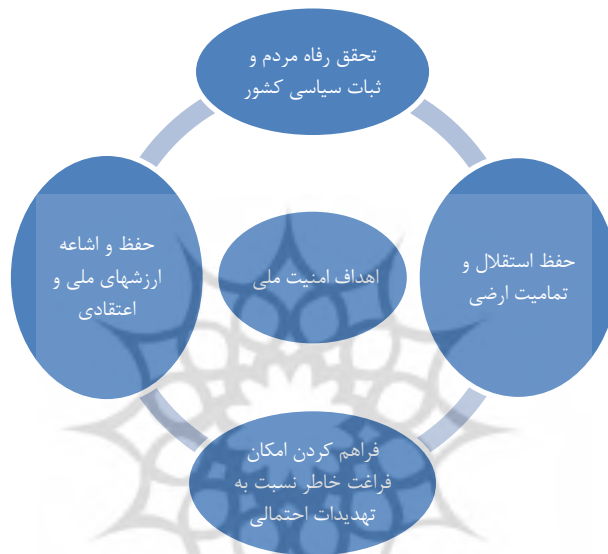 تحقق رفاه مردم و
ثبات سیاسی کشور
حفظ استقلال و
تمامیت ارضی
اهداف امنیت ملی
حفظ و اشاعه
ارزشهای ملی و
اعتقادی
فراهم کردن امکان
فراغت خاطر نسبت به
تهدیدات احتمالی